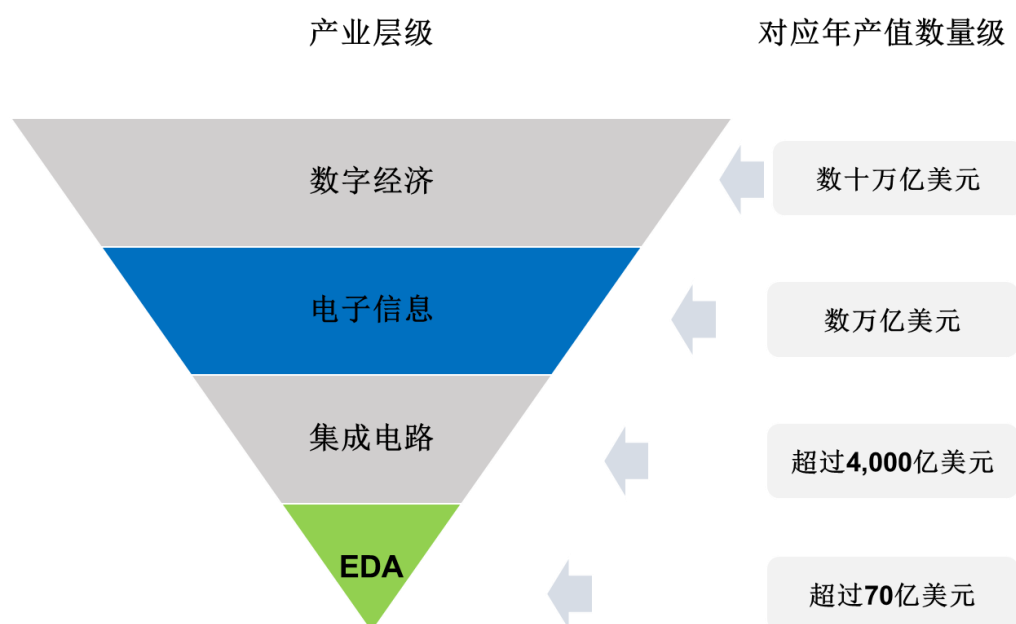 产业层级
对应年产值数量级
数字经济
数十万亿美元
电子信息
数万亿美元
集成电路
超过4,000亿美元
EDA
超过70亿美元